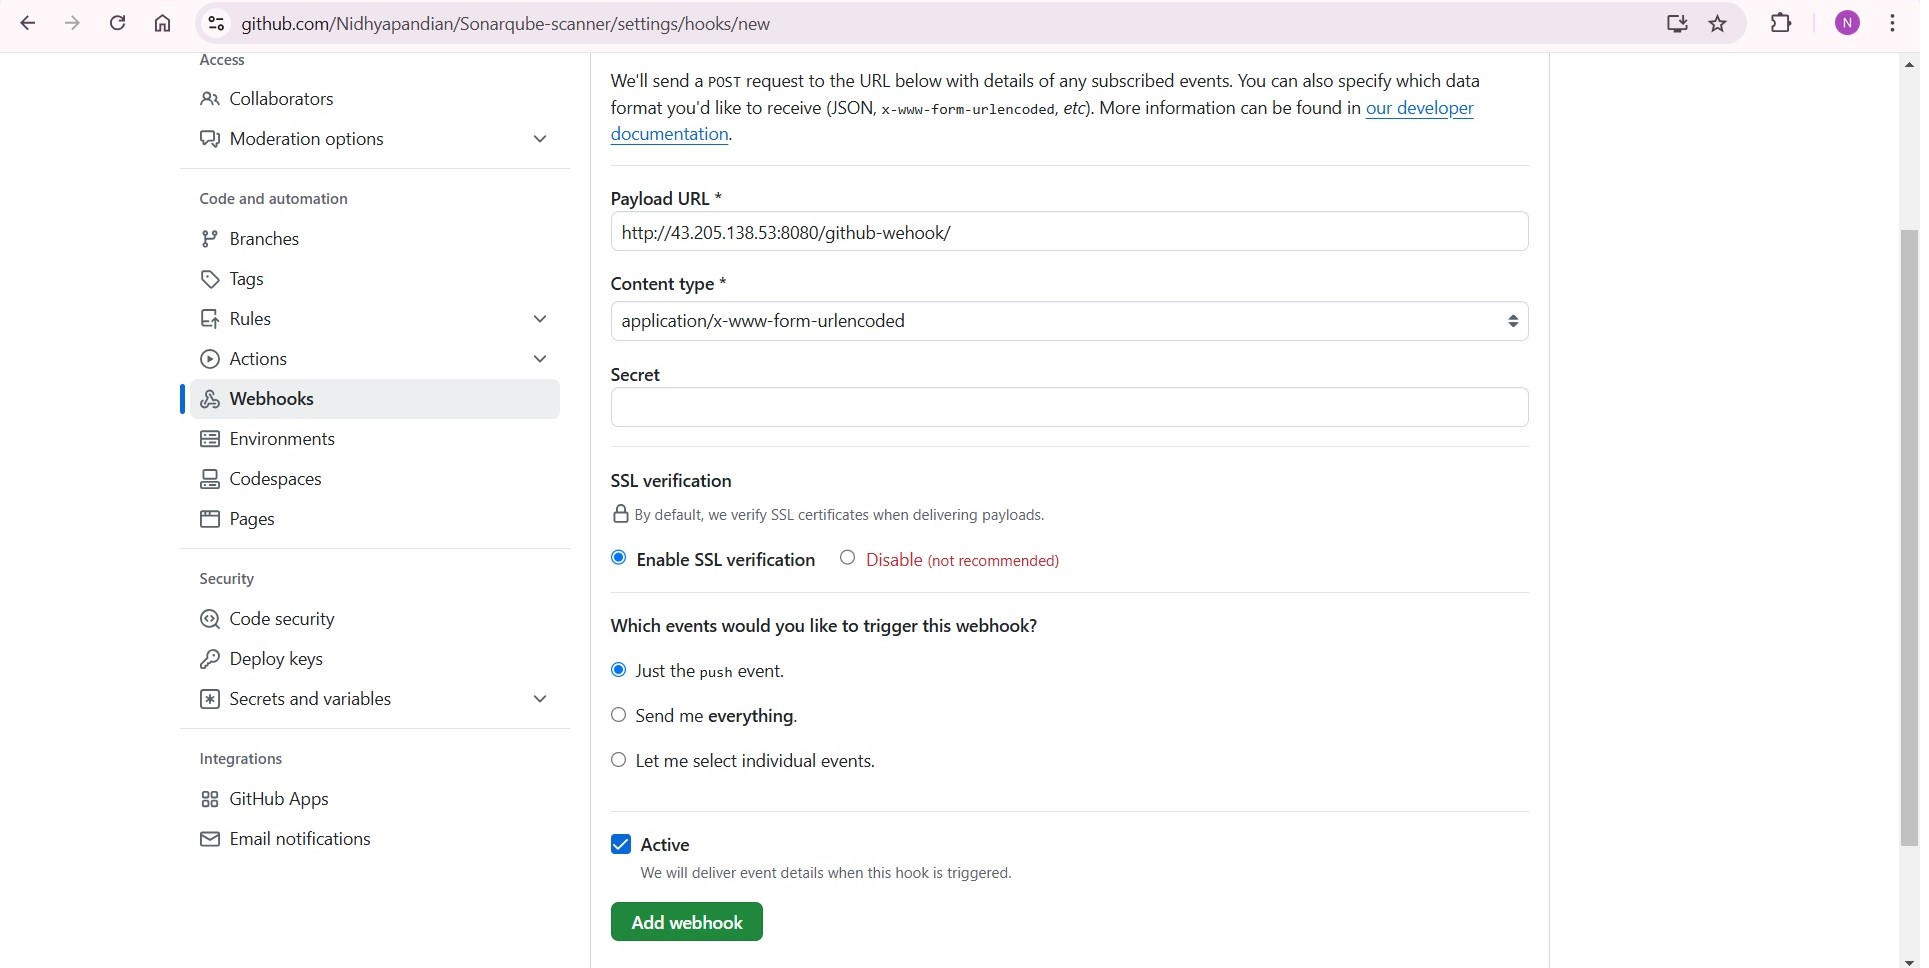 github.com/Nidhyapandian/Sonarqube-scanner/settings/hooks/new
N
Access
Collaborators
Moderation options
Code and automation
Branches
Tags
Rules
Actions
Webhooks
Environments
Codespaces
Pages
Security
Code security
Deploy keys
Secrets and variables
Integrations
GitHub Apps
Email notifications
We'll send a POST request to the URL below with details of any subscribed events. You can also specify which data
format you'd like to receive (JSON, x-www-form-urlencoded, etc). More information can be found in our developer
documentation.
Payload URL *
http://43.205.138.53:8080/github-wehook/
Content type *
application/x-www-form-urlencoded
Secret
SSL verification
By default, we verify SSL certificates when delivering payloads.
Enable SSL verification Disable (not recommended)
Which events would you like to trigger this webhook?
Just the push event.
Send me everything.
Let me select individual events.
Active
We will deliver event details when this hook is triggered.
Add webhook